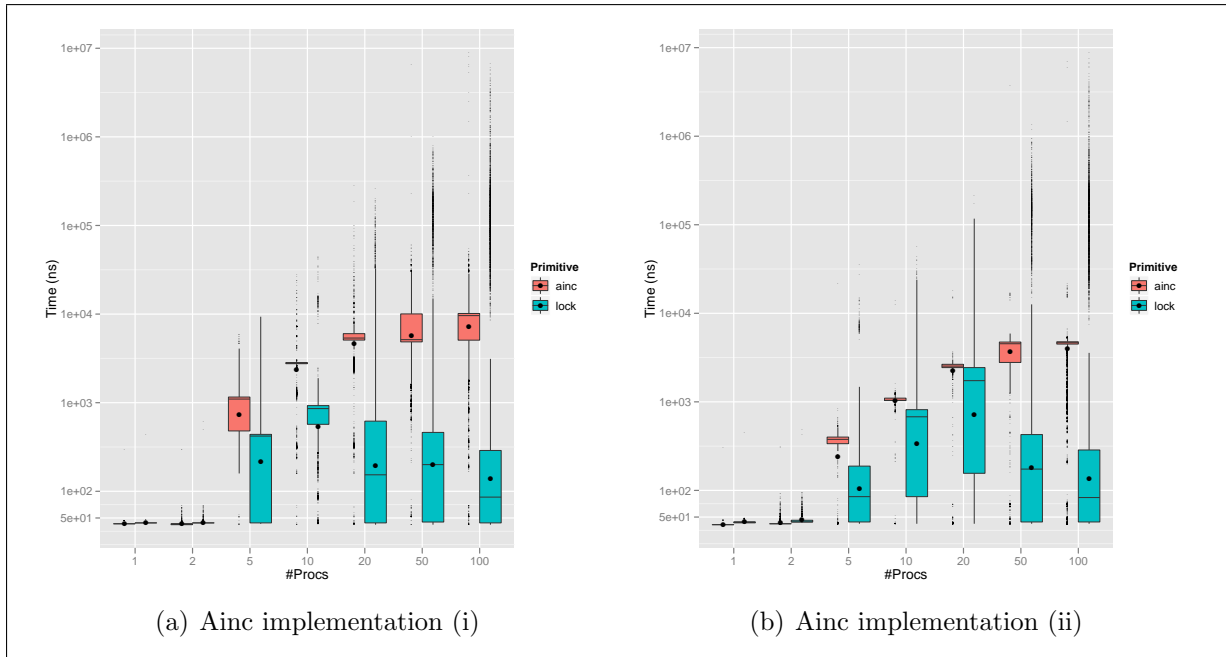 1e+07
1e+06
1e+05
1e+04
1e+03
1e+02
5e+01
Time (ns)
1 2 5 10 20 50 100
#Procs
Primitive
ainc
lock
(a) Ainc implementation (i)
1e+07
1e+06
1e+05
1e+04
1e+03
1e+02
5e+01
Time (ns)
1 2 5 10 20 50 100
#Procs
Primitive
ainc
lock
(b) Ainc implementation (ii)